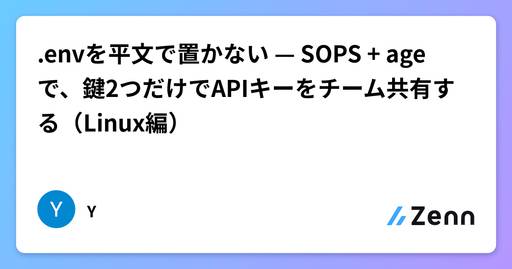 .envを平文で置かない — SOPS + age
で、鍵2つだけでAPIキーをチーム共有す
る（Linux編）
Y
Y
Zenn